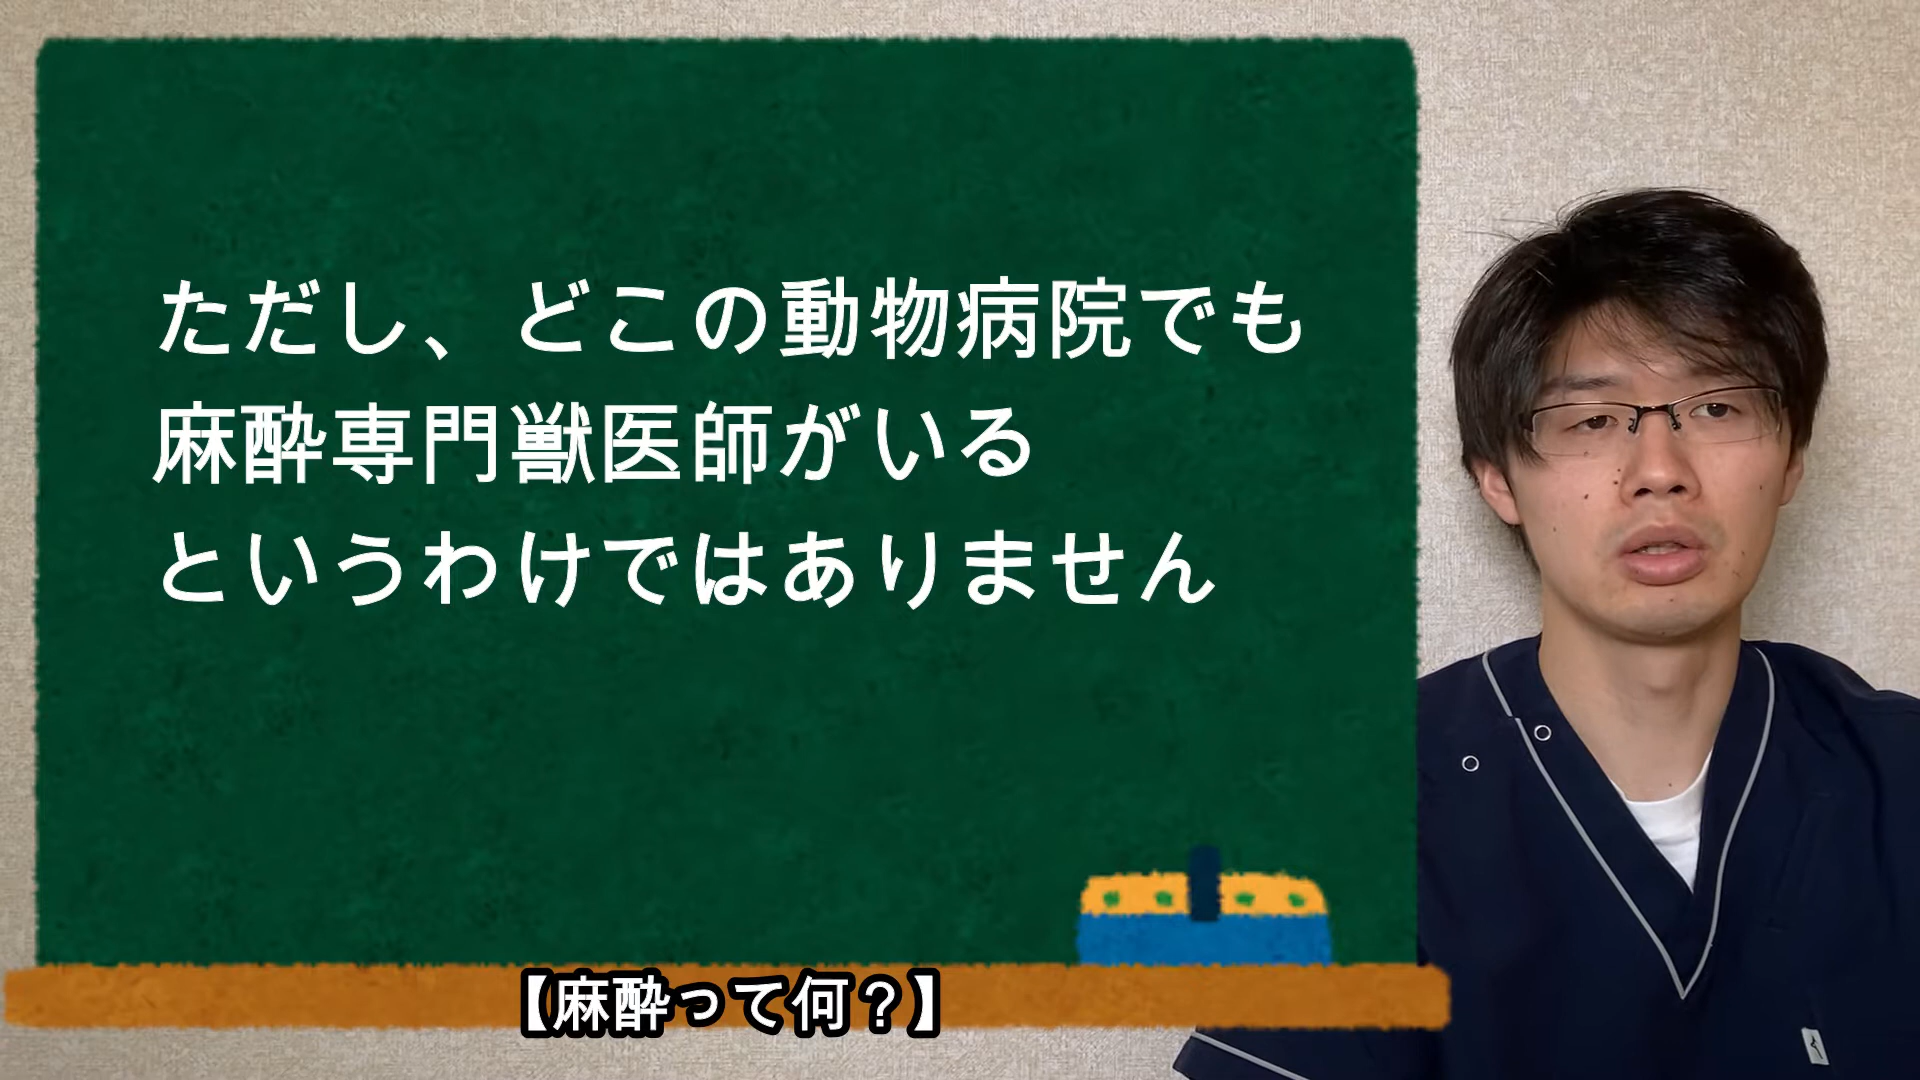 ただし、どこの動物病院でも
麻酔専門獣医師がいる
というわけではありません
【麻酔って何？】